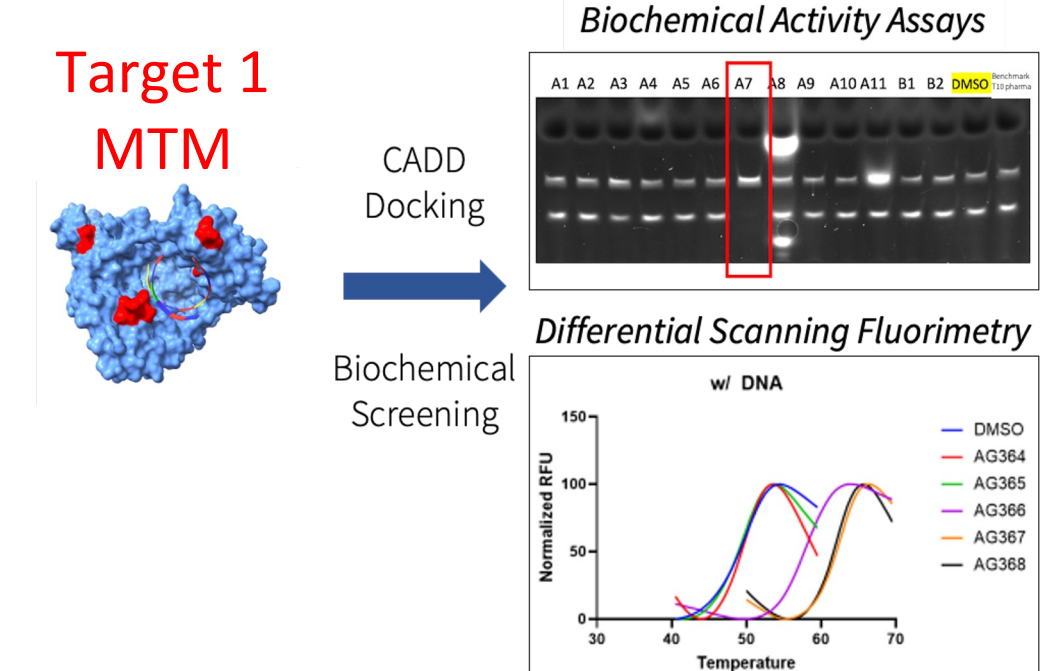 Target 1
MTM
CADD
Docking
Biochemical
Screening
Biochemical Activity Assays
A1 A2 A3 A4 A5 A6 A7 A8 A9 A10 A11 B1 B2 DMSO Benchmark
T10 pharma
Differential Scanning Fluorimetry
w/ DNA
Normalized RFU
150
100
50
0
30 40 50 60 70
Temperature
DMSO
AG364
AG365
AG366
AG367
AG368